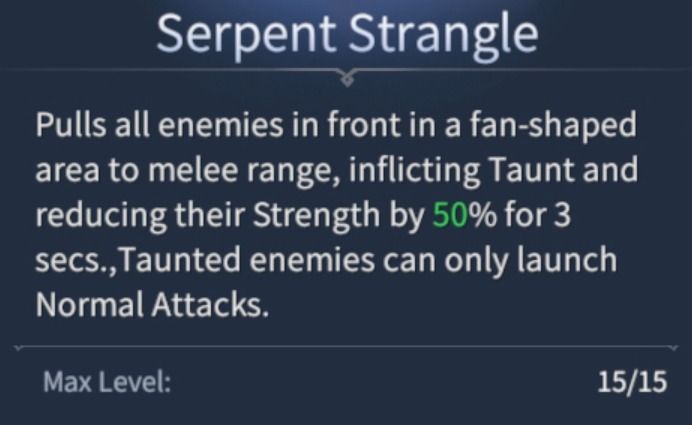 Serpent Strangle
Pulls all enemies in front in a fan-shaped
area to melee range, inflicting Taunt and
reducing their Strength by 50% for 3
secs.,Taunted enemies can only launch
Normal Attacks.
Max Level: 15/15